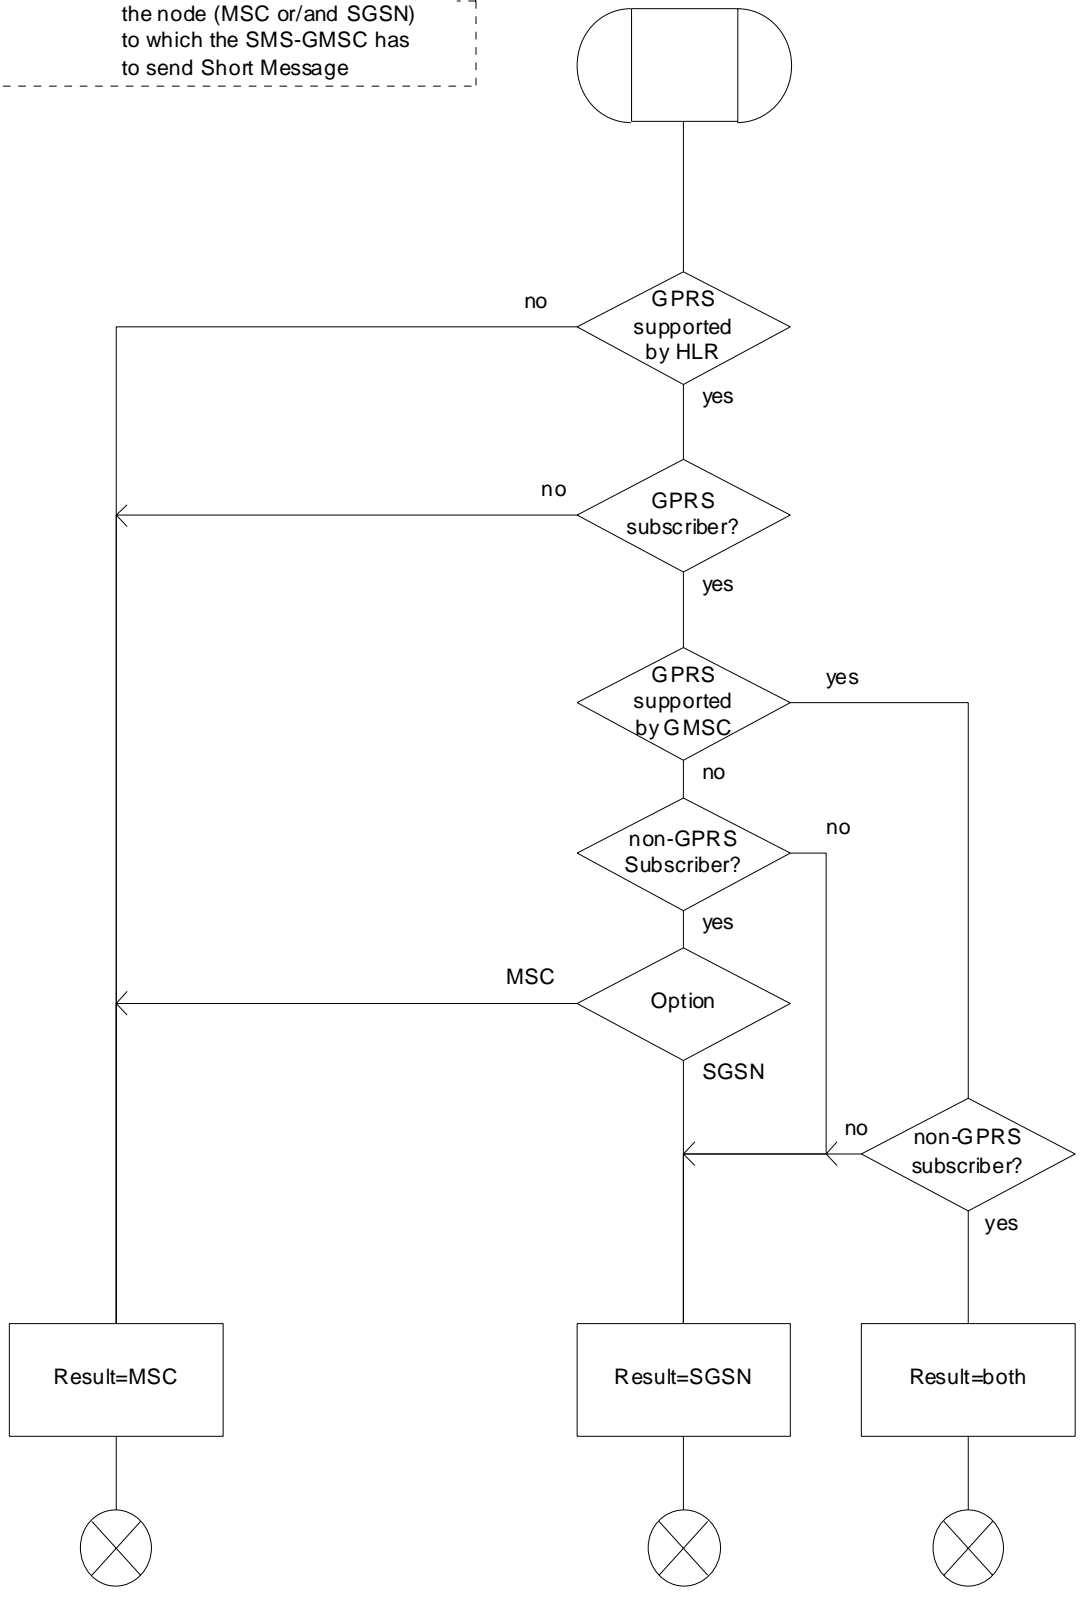 the node (MSC or/and SGSN)
to which the SMS-GMSC has
to send Short Message
no
GPRS
supported
by HLR
yes
no
GPRS
subscriber?
yes
GPRS
supported
by GMSC
yes
no
non-GPRS
Subscriber?
no
yes
MSC
Option
SGSN
no
non-GPRS
subscriber?
yes
Result=MSC
Result=SGSN
Result=both